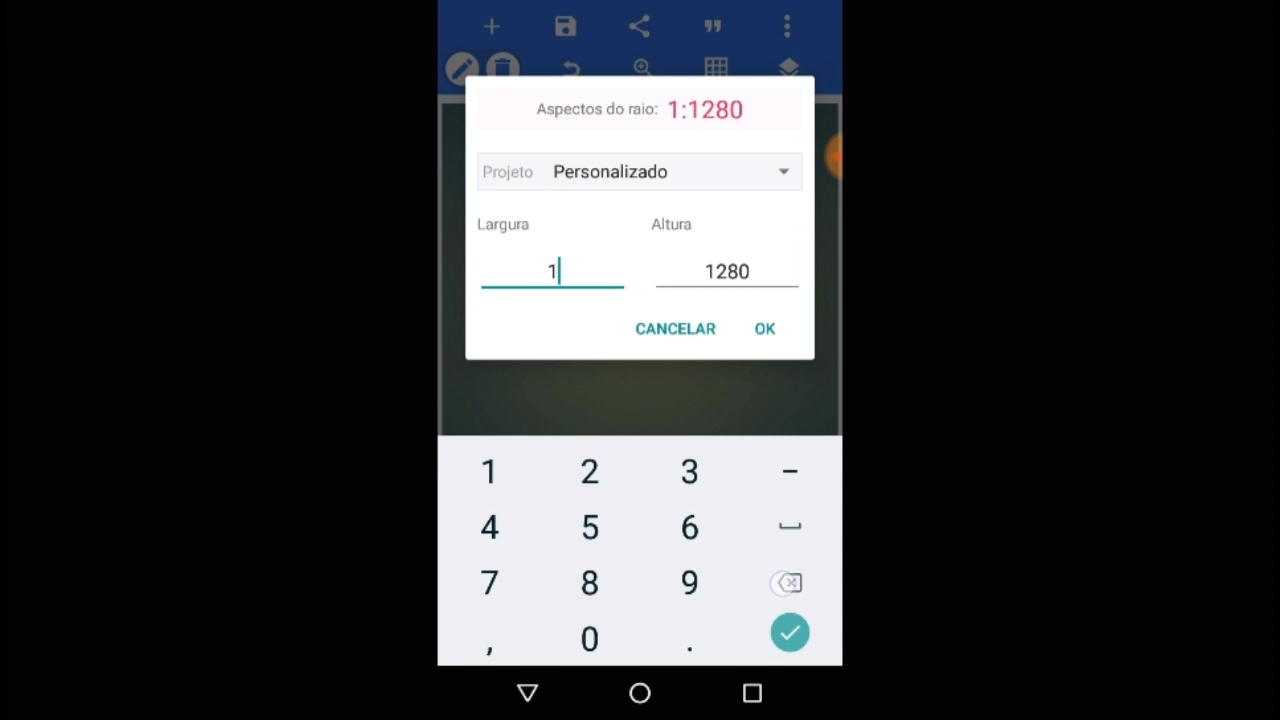 Aspectos do raio: 1:1280
Projeto Personalizado
Largura Altura
1 1280
CANCELAR OK
1 2 3 -
4 5 6
7 8 9
, 0 .